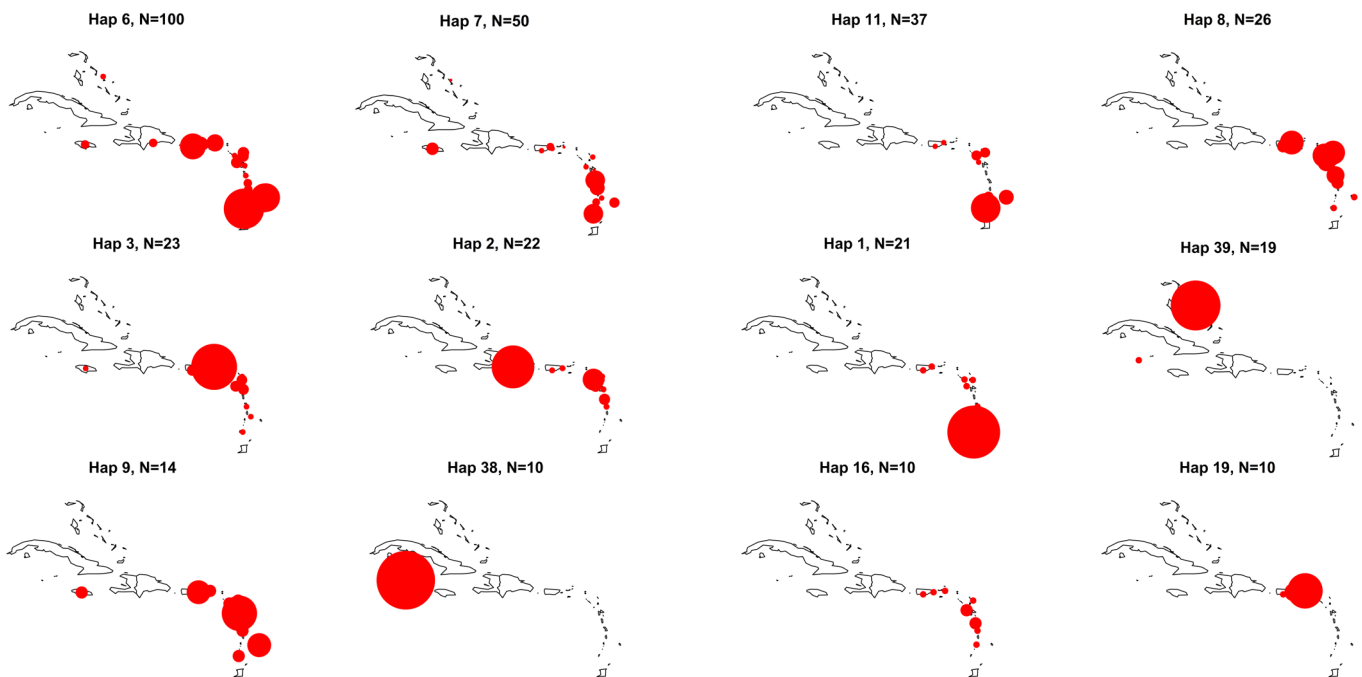 Hap 6, N=100
Hap 7, N=50
Hap 11, N=37
Hap 8, N=26
Hap 3, N=23
Hap 2, N=22
Hap 1, N=21
Hap 39, N=19
Hap 9, N=14
Hap 38, N=10
Hap 16, N=10
Hap 19, N=10